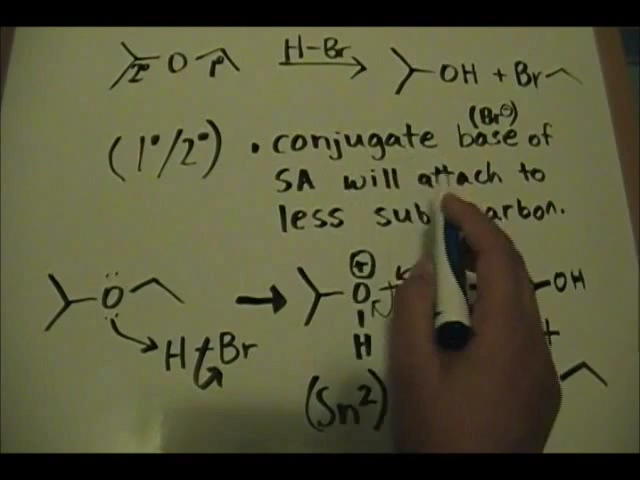 2° O 1° H-Br OH + Br
(Br⊖)
(1°/2°) • conjugate base of
SA will attach to
less sub arbon.
O ⊕ O OH
H Br H +
(Sn²)